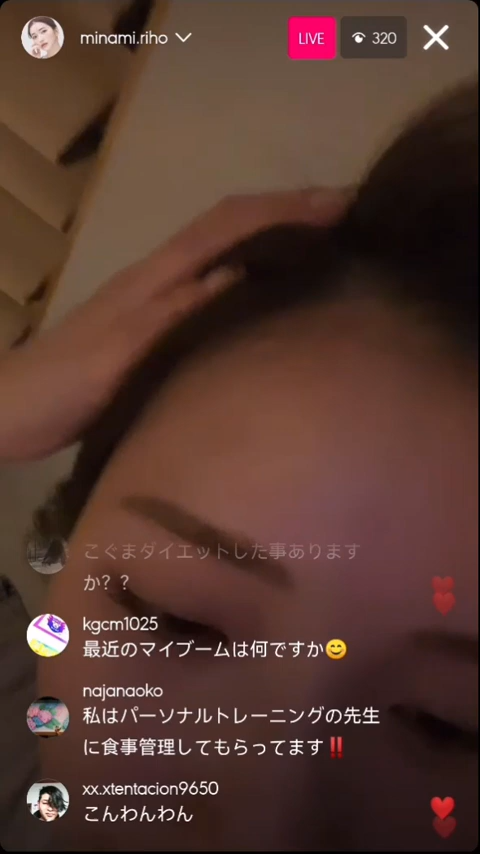 minami.riho
LIVE
320
こぐまダイエットした事あります
か? ?
kgcm1025
最近のマイブームは何ですか😊
najanaoko
私はパーソナルトレーニングの先生
に食事管理してもらってます‼️
xx.xtentacion9650
こんわんわん